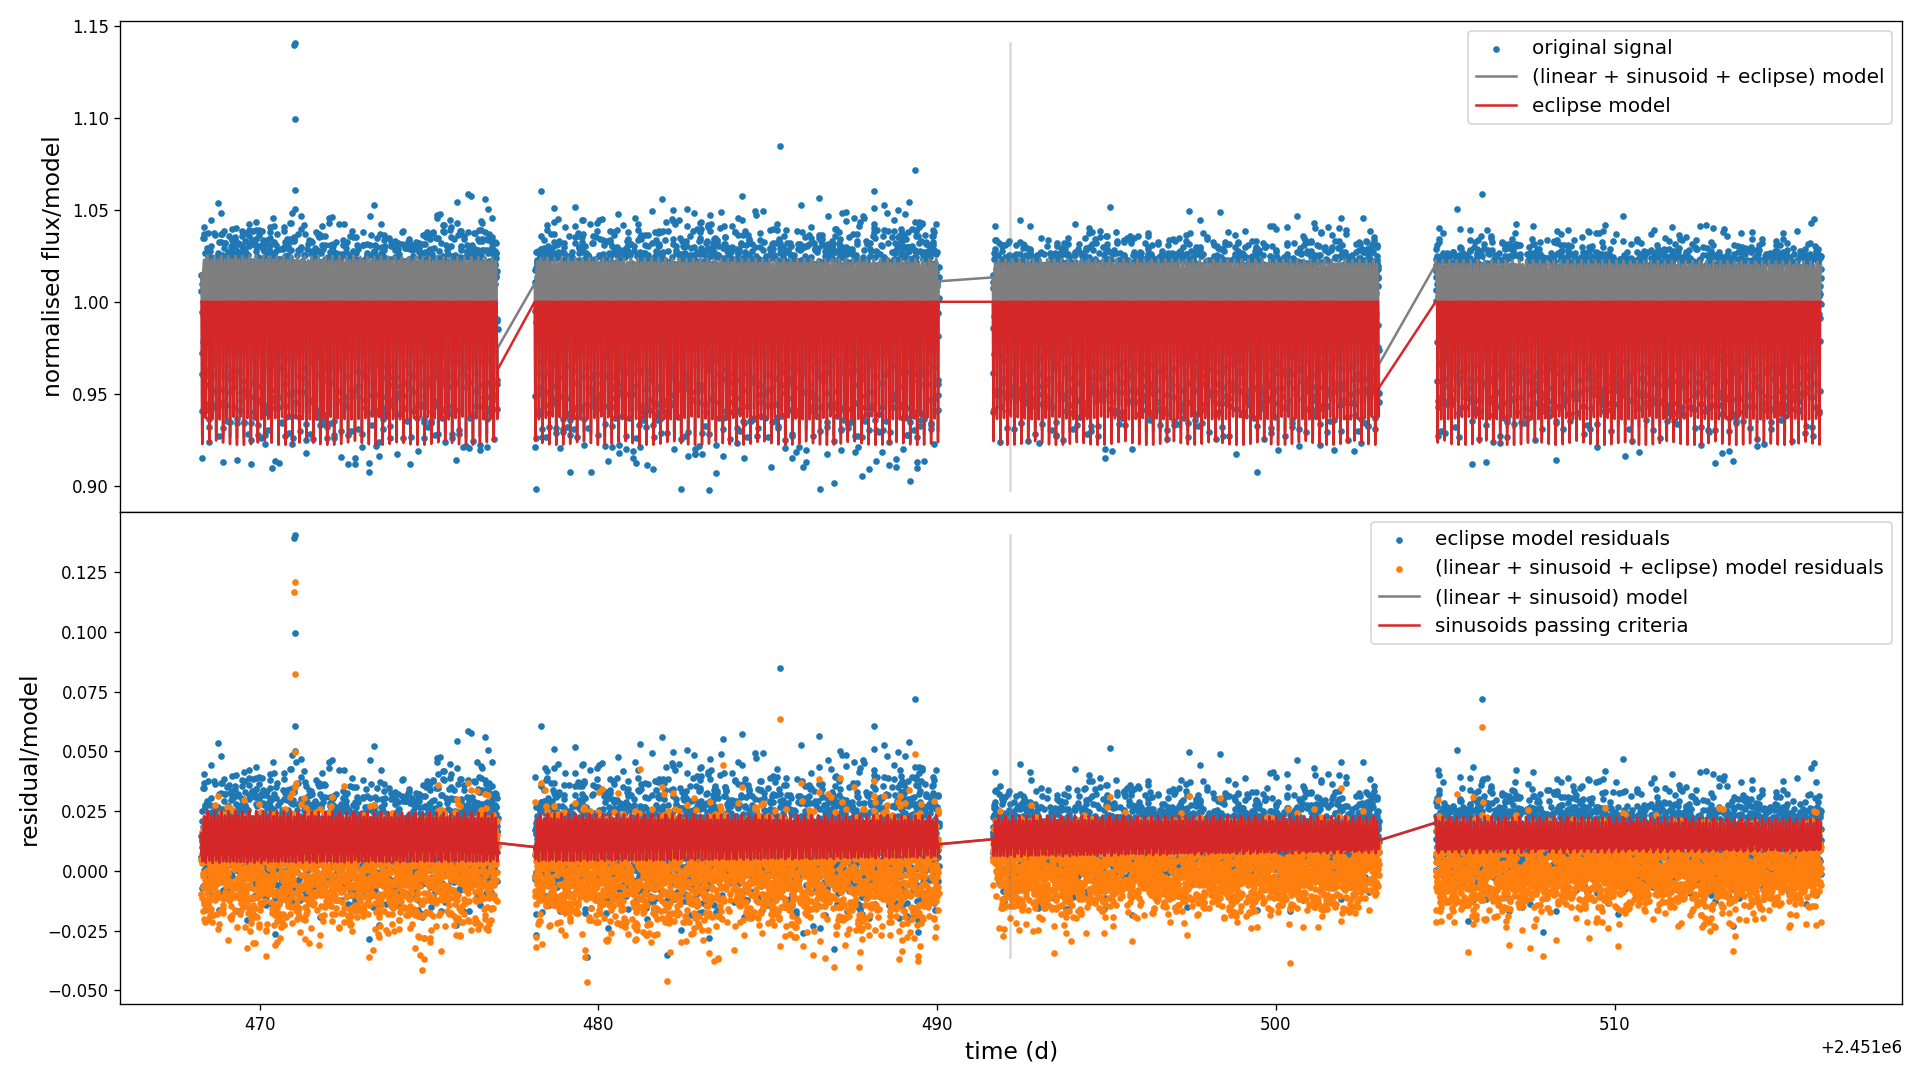 1.15
1.10
1.05
1.00
0.95
0.90
normalised flux/model
original signal
(linear + sinusoid + eclipse) model
eclipse model
0.125
0.100
0.075
0.050
0.025
0.000
−0.025
−0.050
residual/model
eclipse model residuals
(linear + sinusoid + eclipse) model residuals
(linear + sinusoid) model
sinusoids passing criteria
470
480
490
500
510
time (d)
+2.451e6